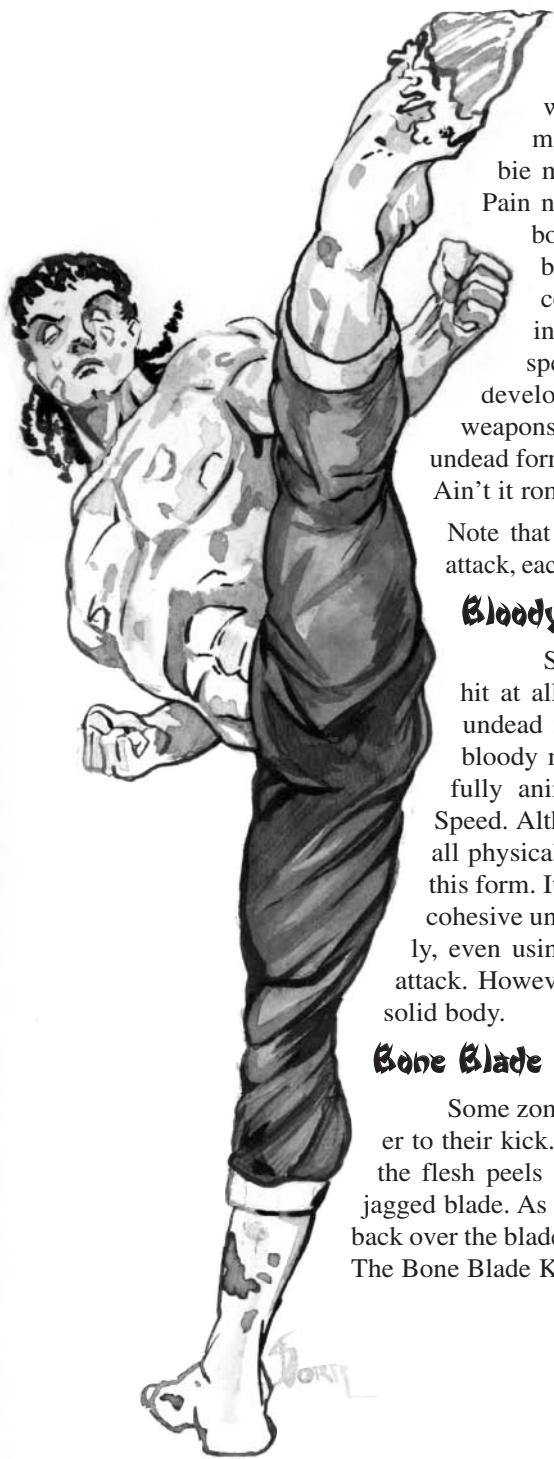 w
m
bie m
Pain n
bo
b
co
in
spe
develo
weapons
undead form
Ain't it ron
Note that
attack, eac
Bloody
S
hit at all
undead
bloody n
fully ani
Speed. Alth
all physical
this form. I
cohesive un
ly, even usin
attack. Howev
solid body.
Bone Blade
Some zon
er to their kick.
the flesh peels
jagged blade. As
back over the blade
The Bone Blade K